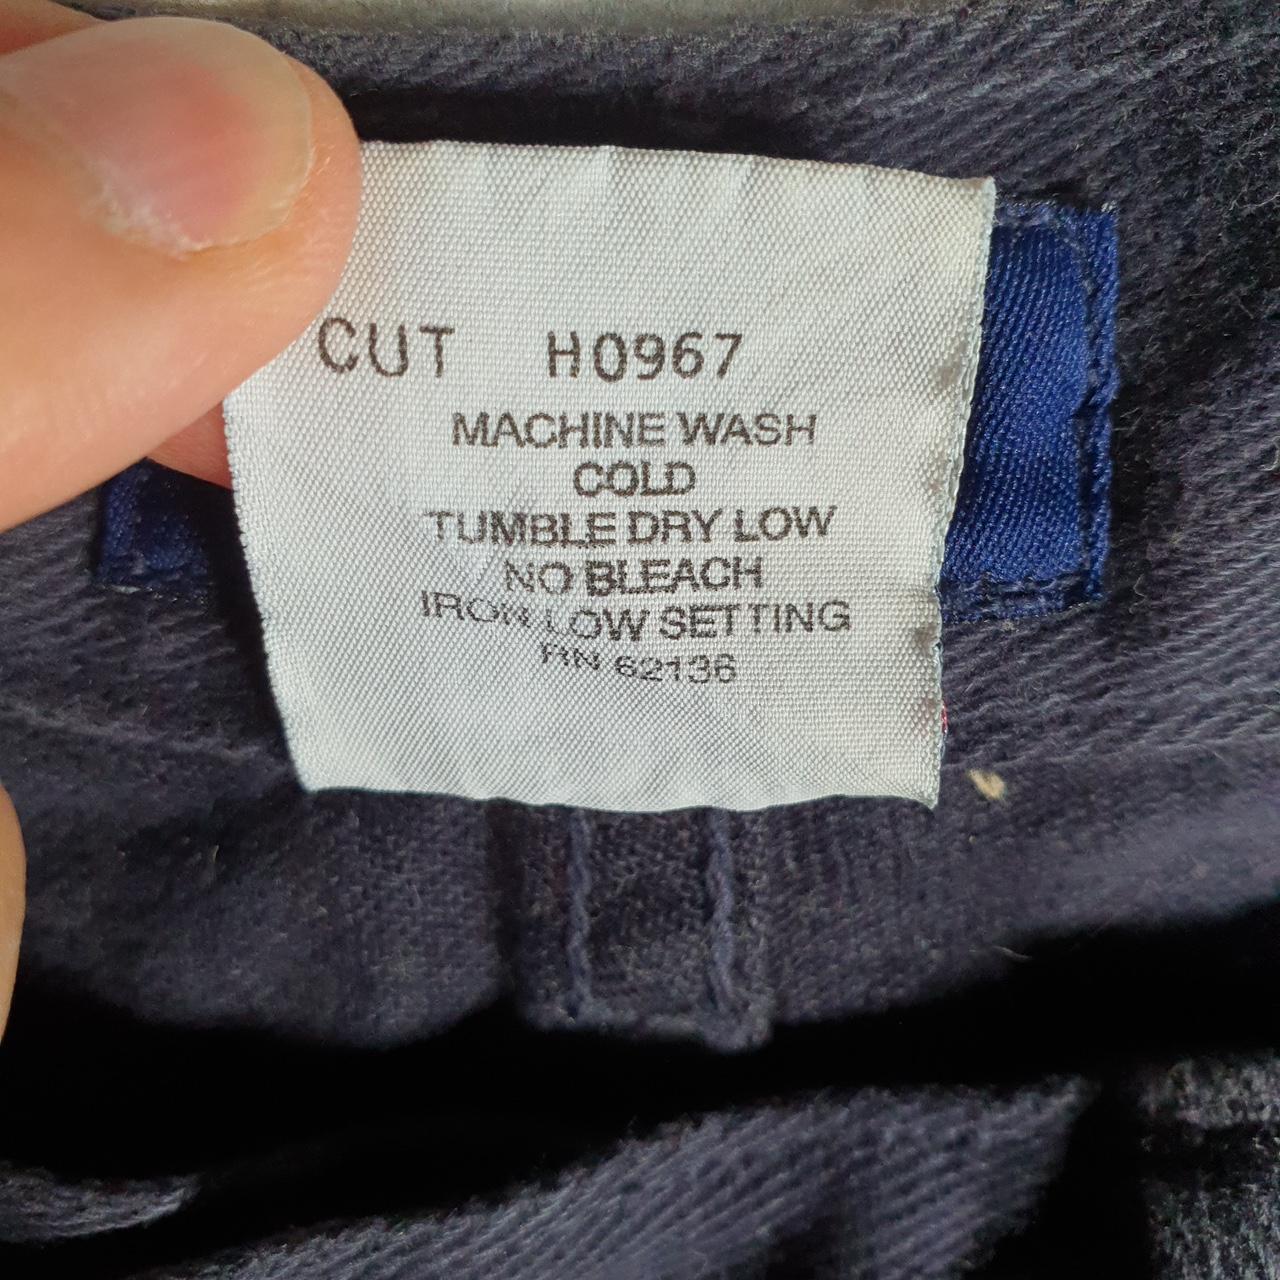 CUT H0967
MACHINE WASH
COLD
TUMBLE DRY LOW
NO BLEACH
IRON LOW SETTING
RN 62136